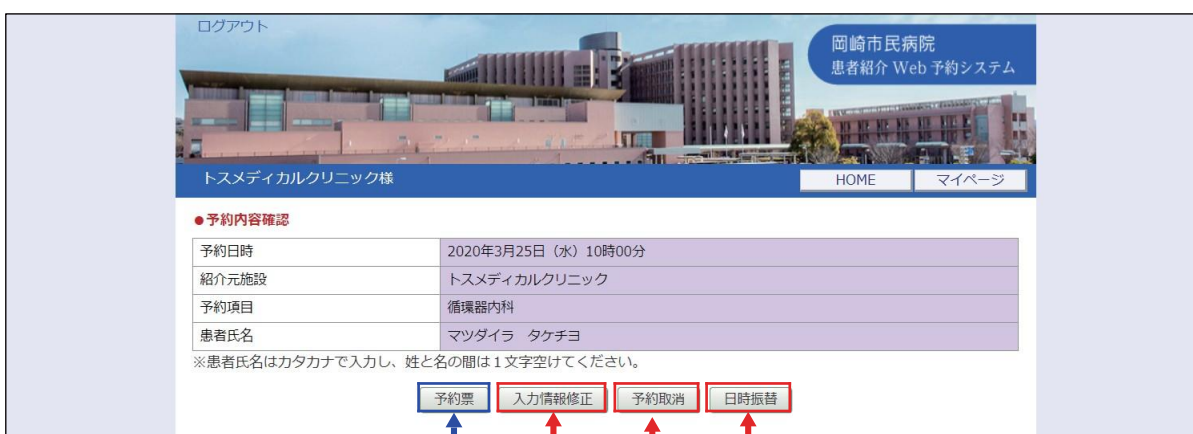 ログアウト
岡崎市民病院
患者紹介 Web 予約システム
トスメディカルクリニック様
HOME
マイページ
●予約内容確認
予約日時 2020年3月25日（水）10時00分
紹介元施設 トスメディカルクリニック
予約項目 循環器内科
患者氏名 マツダイラ　タケチヨ
※患者氏名はカタカナで入力し、姓と名の間は１文字空けてください。
予約票 入力情報修正 予約取消 日時振替